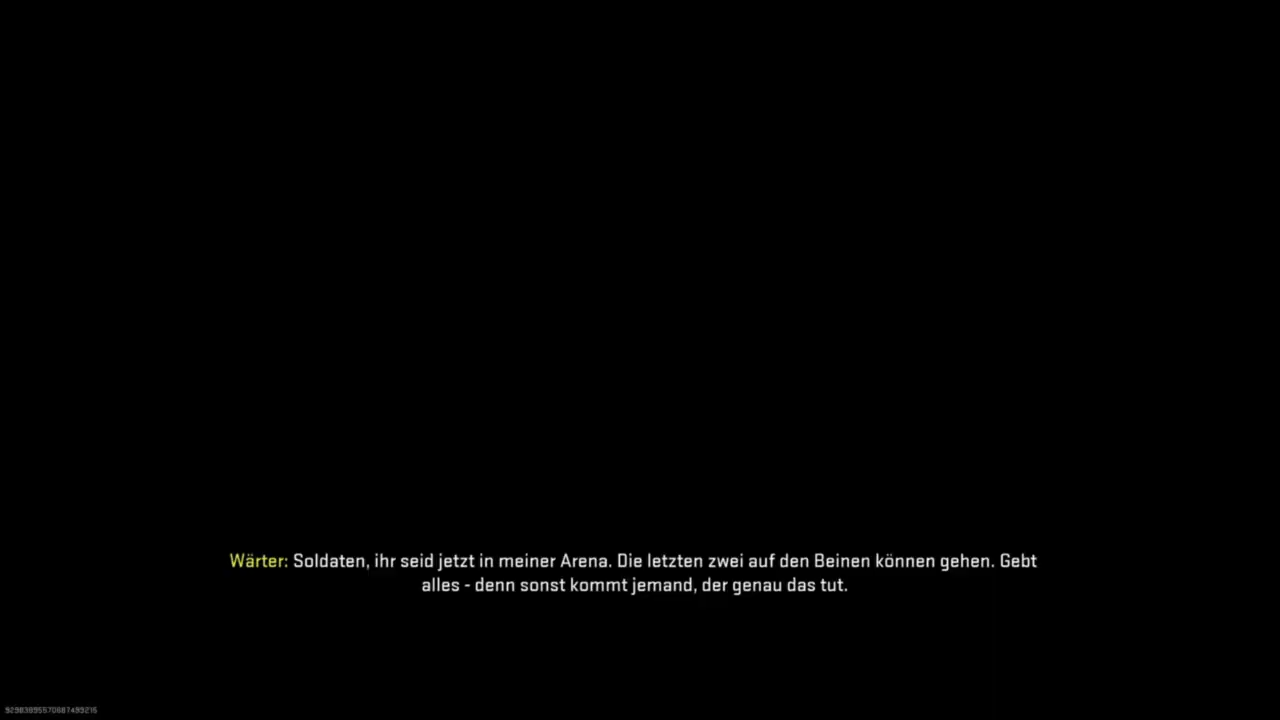 Wärter: Soldaten, ihr seid jetzt in meiner Arena. Die letzten zwei auf den Beinen können gehen. Gebt
alles - denn sonst kommt jemand, der genau das tut.